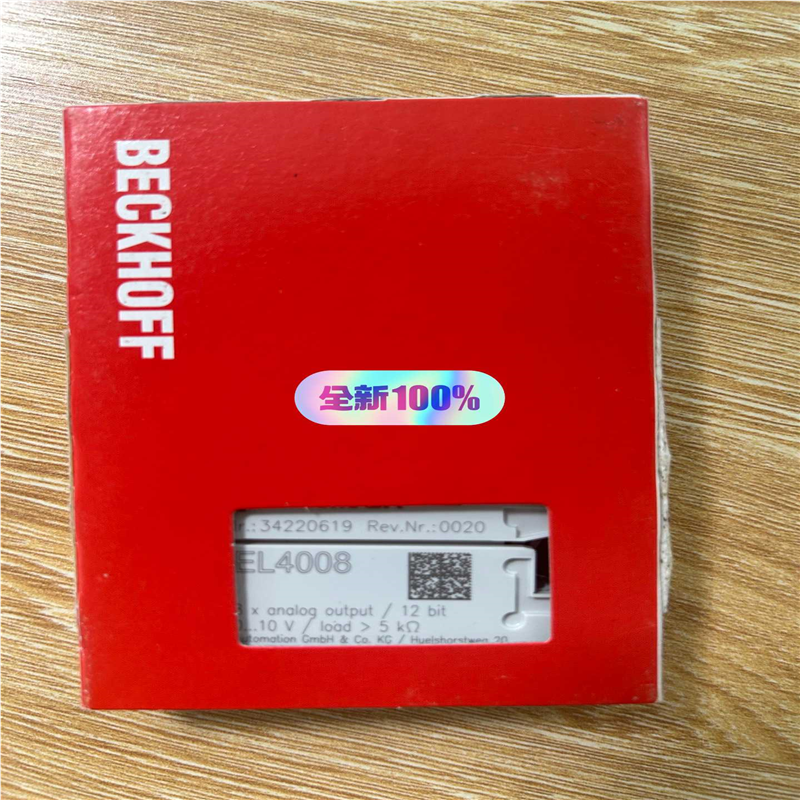 BECKHOFF
全新100%
r.:34220619 Rev.Nr.:0020
EL4008
x analog output / 12 bit
...10 V / load > 5 kΩ
utomation GmbH & Co. KG / Huelshorstweg 20